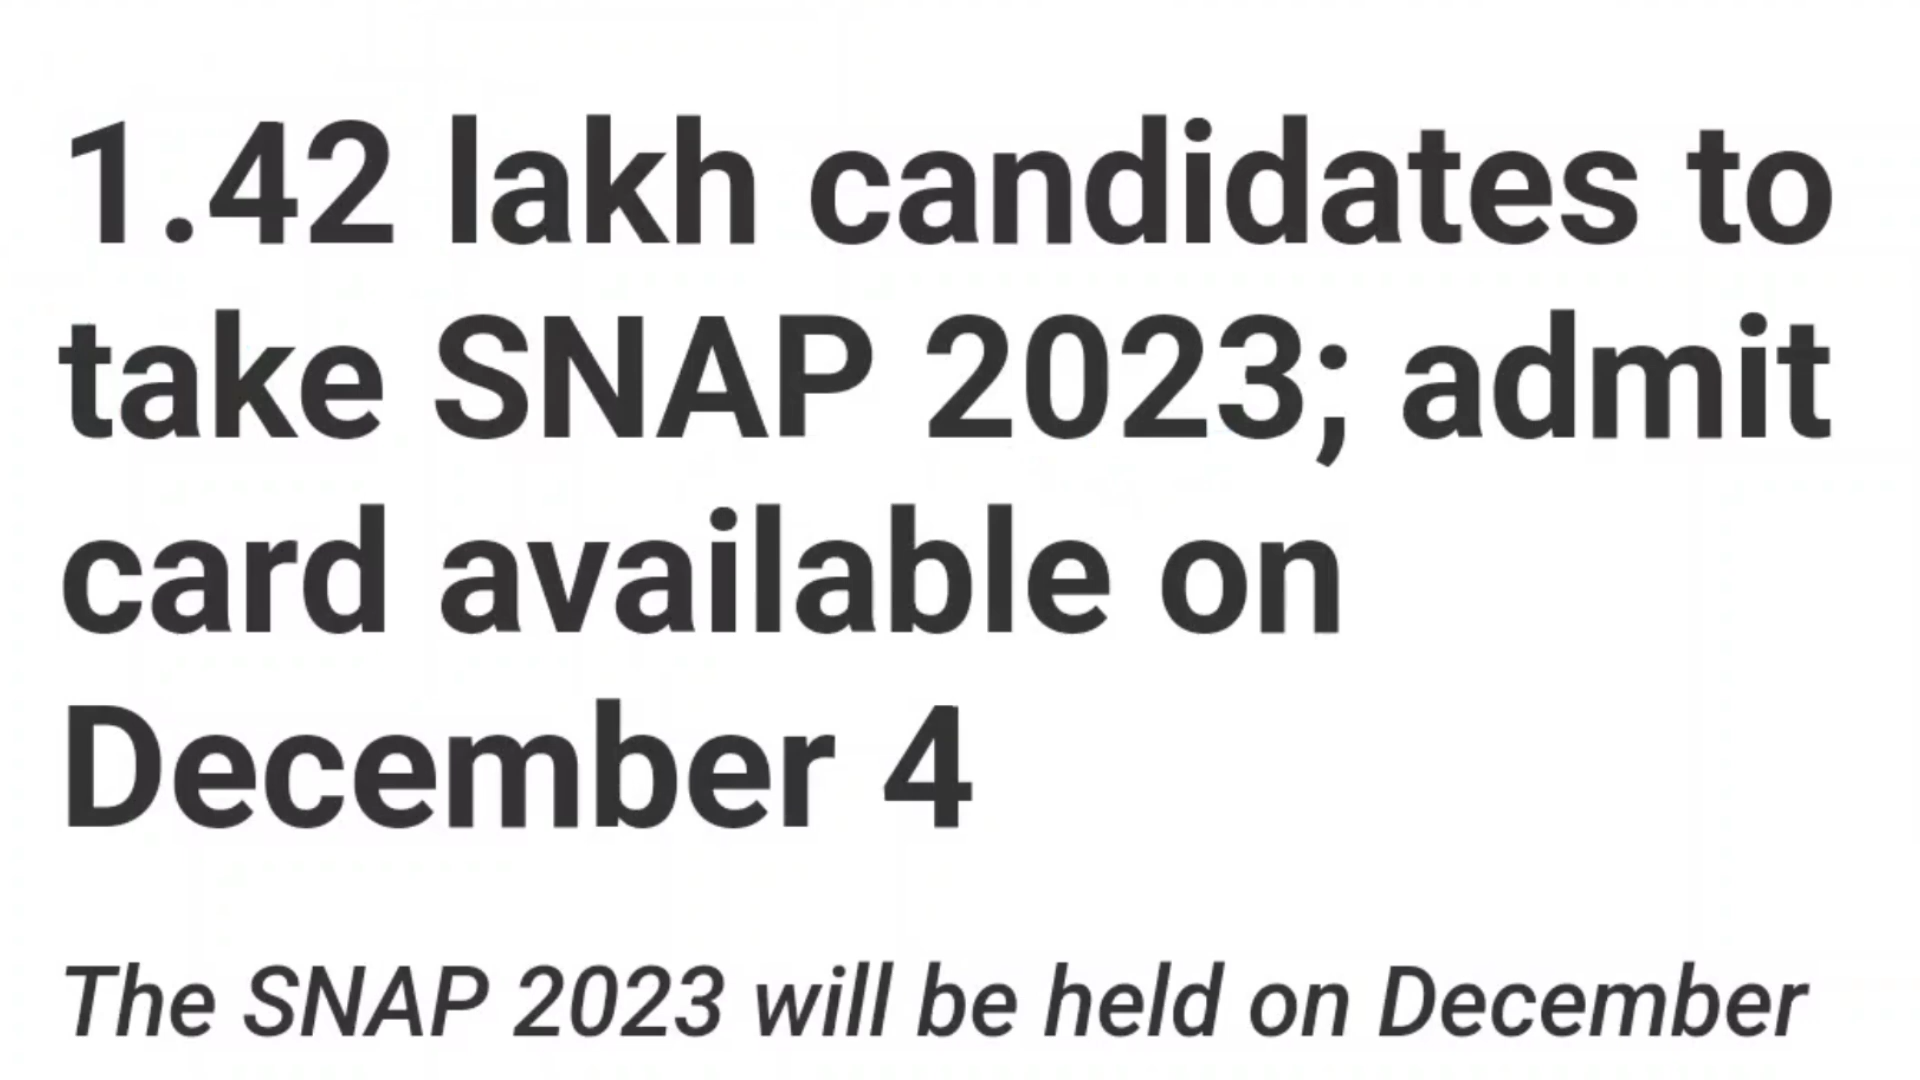 1.42 lakh candidates to
take SNAP 2023; admit
card available on
December 4
The SNAP 2023 will be held on December